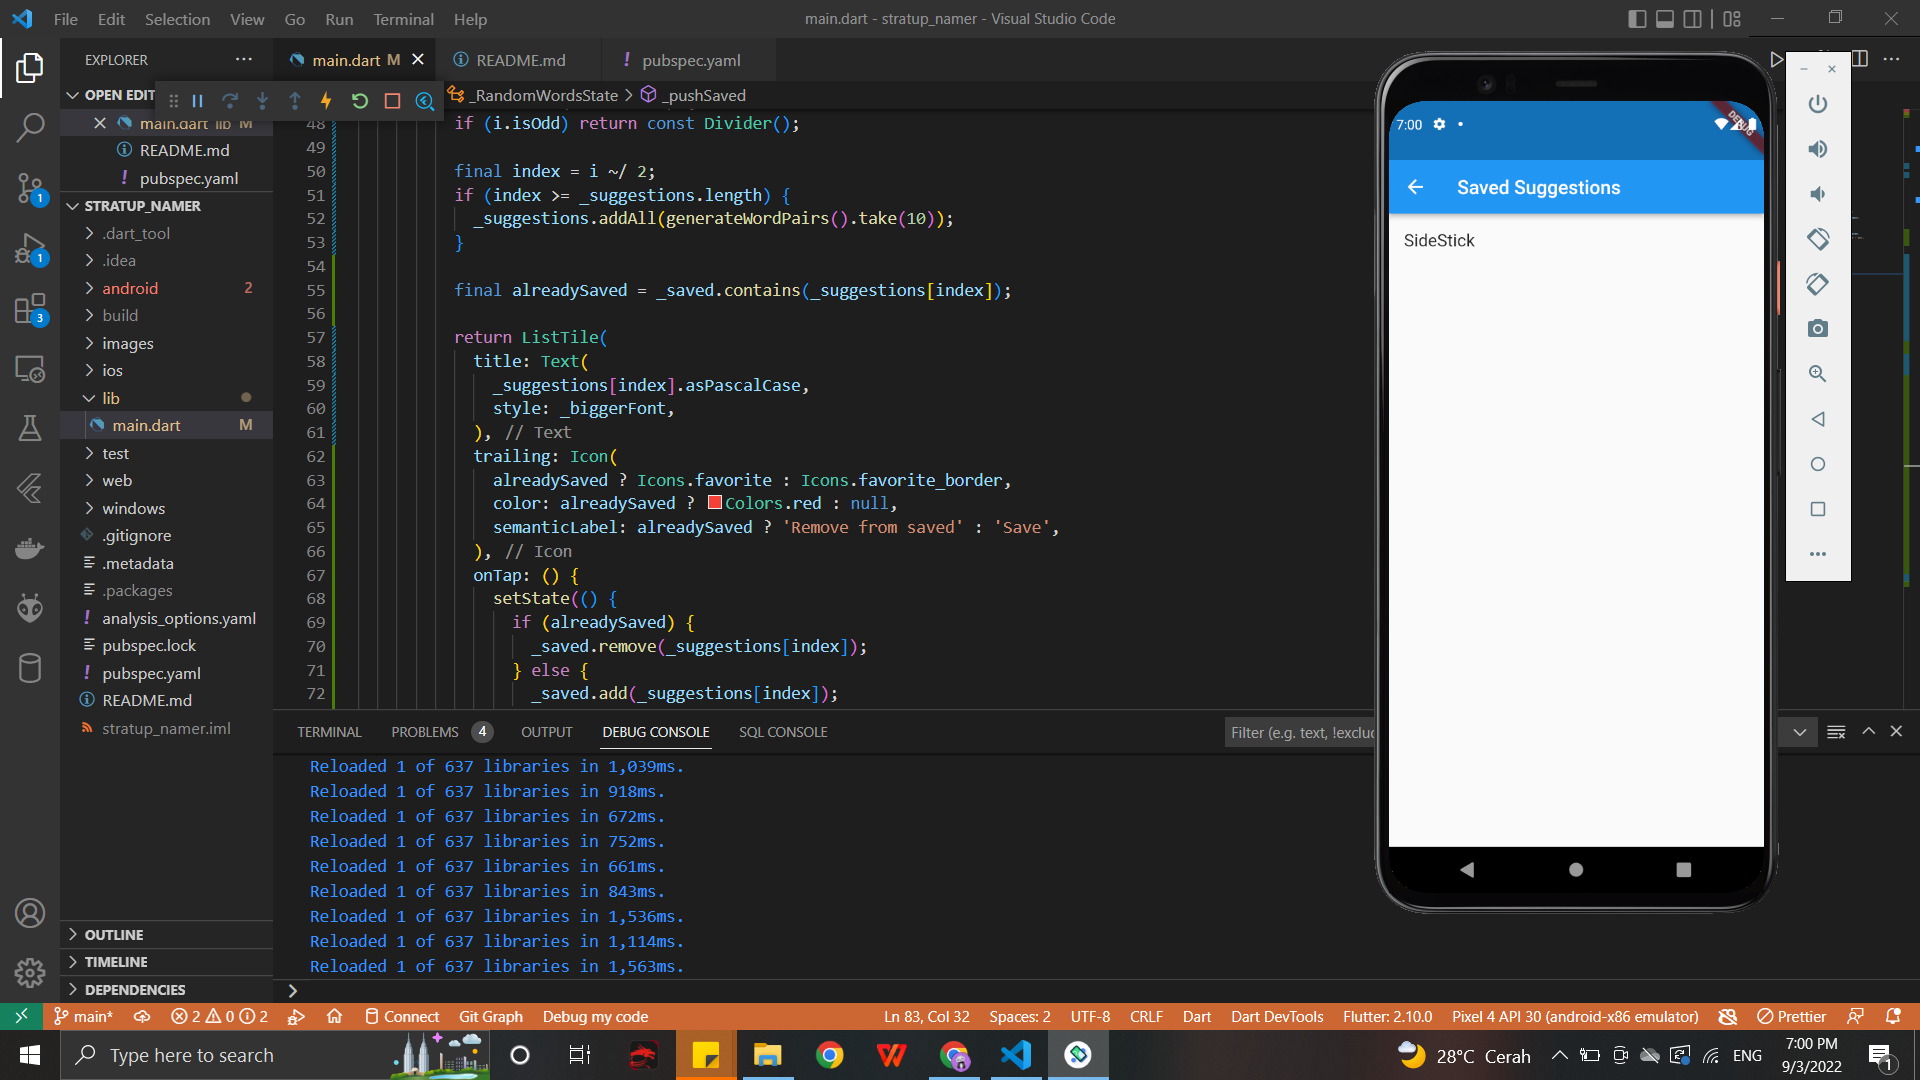 File Edit Selection View Go Run Terminal Help
main.dart - stratup_namer - Visual Studio Code
EXPLORER
main.dart M
README.md
! pubspec.yaml
OPEN EDIT
_RandomWordsState > _pushSaved
main.dart lib M
README.md
! pubspec.yaml
STRATUP_NAMER
.dart_tool
.idea
android 2
build
images
ios
lib
main.dart M
test
web
windows
.gitignore
.metadata
.packages
! analysis_options.yaml
pubspec.lock
! pubspec.yaml
README.md
stratup_namer.iml
OUTLINE
TIMELINE
DEPENDENCIES
1
1
3
48 if (i.isOdd) return const Divider();
49
50 final index = i ~/ 2;
51 if (index >= _suggestions.length) {
52 _suggestions.addAll(generateWordPairs().take(10));
53 }
54
55 final alreadySaved = _saved.contains(_suggestions[index]);
56
57 return ListTile(
58 title: Text(
59 _suggestions[index].asPascalCase,
60 style: _biggerFont,
61 ), // Text
62 trailing: Icon(
63 alreadySaved ? Icons.favorite : Icons.favorite_border,
64 color: alreadySaved ? Colors.red : null,
65 semanticLabel: alreadySaved ? 'Remove from saved' : 'Save',
66 ), // Icon
67 onTap: () {
68 setState(() {
69 if (alreadySaved) {
70 _saved.remove(_suggestions[index]);
71 } else {
72 _saved.add(_suggestions[index]);
TERMINAL PROBLEMS 4 OUTPUT DEBUG CONSOLE SQL CONSOLE
Filter (e.g. text, !exclu
Reloaded 1 of 637 libraries in 1,039ms.
Reloaded 1 of 637 libraries in 918ms.
Reloaded 1 of 637 libraries in 672ms.
Reloaded 1 of 637 libraries in 752ms.
Reloaded 1 of 637 libraries in 661ms.
Reloaded 1 of 637 libraries in 843ms.
Reloaded 1 of 637 libraries in 1,536ms.
Reloaded 1 of 637 libraries in 1,114ms.
Reloaded 1 of 637 libraries in 1,563ms.
7:00
DEBUG
Saved Suggestions
SideStick
main* 2 0 2 Connect Git Graph Debug my code
Ln 83, Col 32 Spaces: 2 UTF-8 CRLF Dart Dart DevTools Flutter: 2.10.0 Pixel 4 API 30 (android-x86 emulator) Prettier
Type here to search
28°C Cerah
ENG
7:00 PM
9/3/2022
1